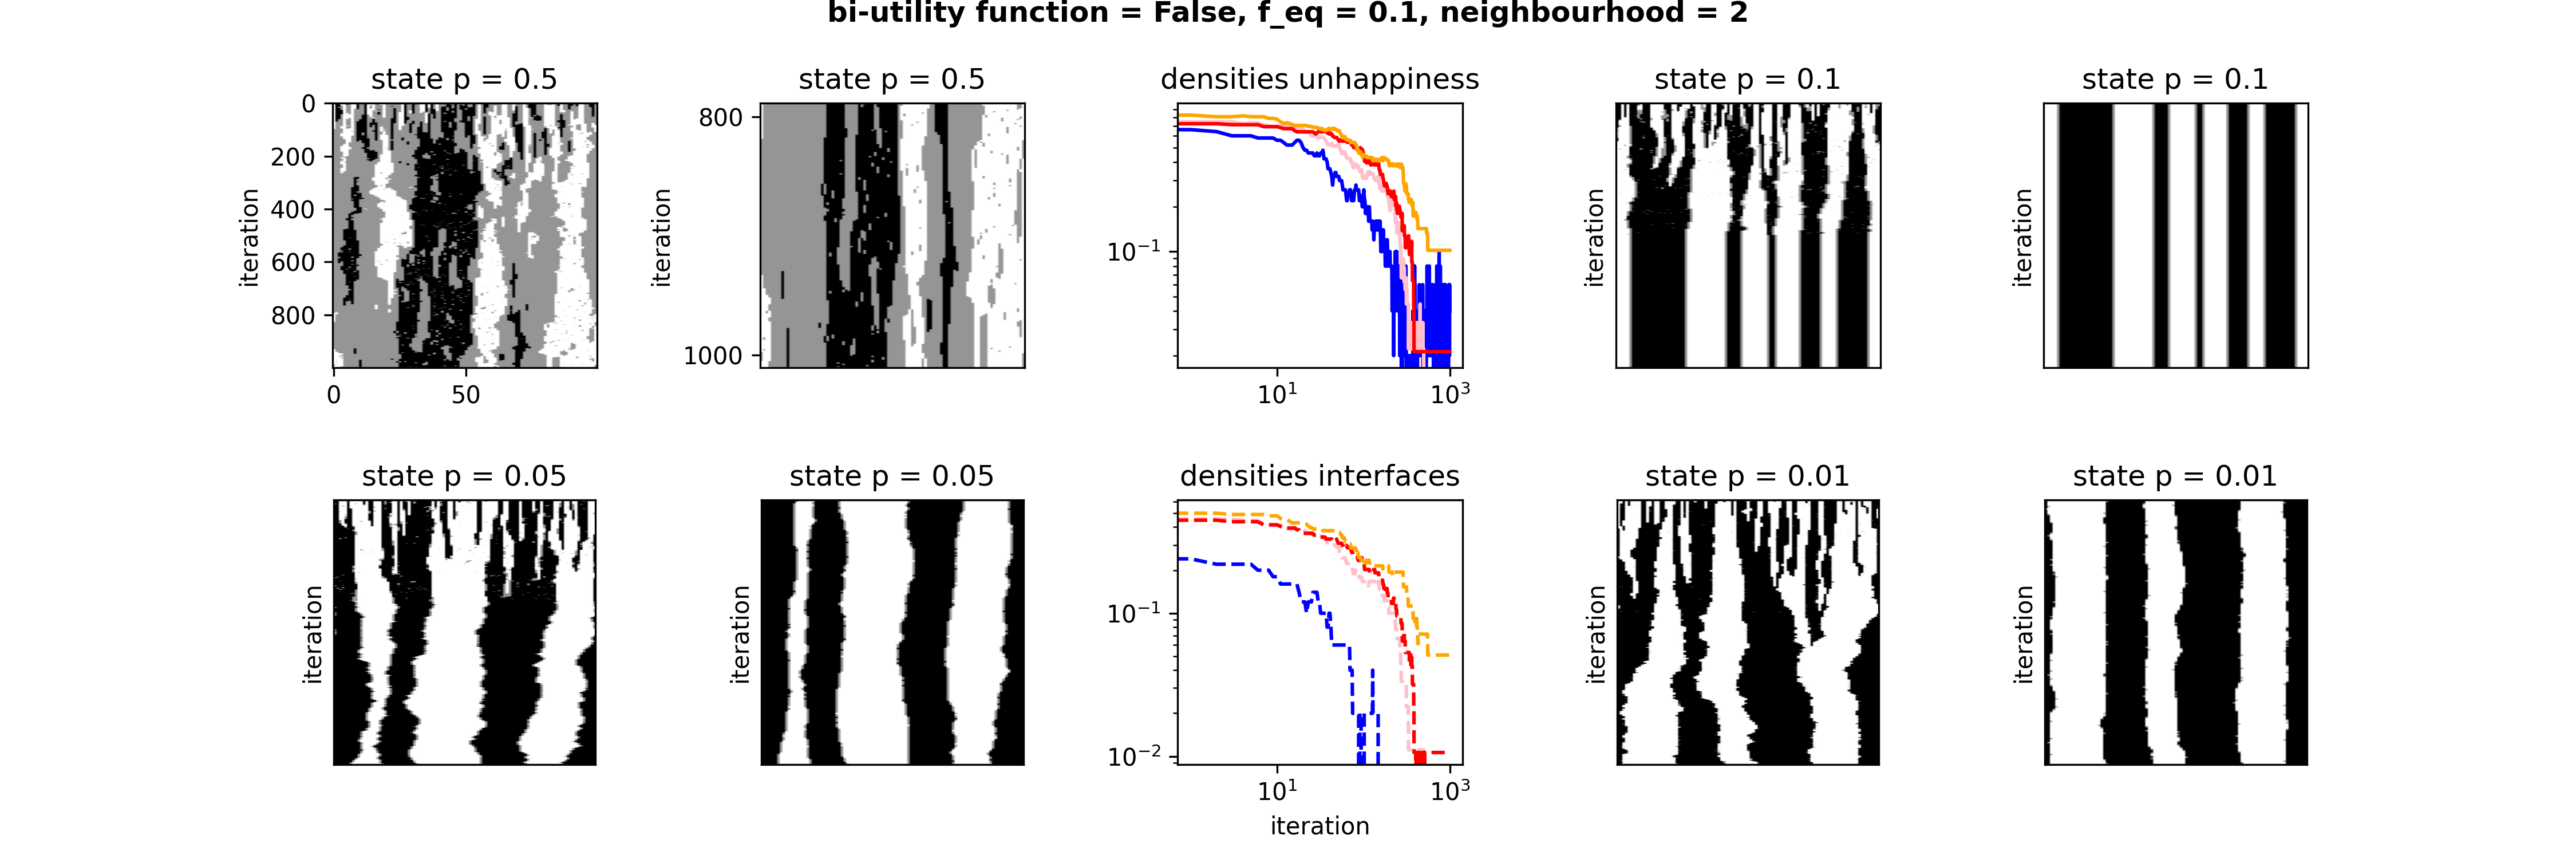 bi-utility function = False, f_eq = 0.1, neighbourhood = 2
state p = 0.5
state p = 0.5
densities unhappiness
state p = 0.1
state p = 0.1
0
200
400
600
800
iteration
0
50
800
1000
iteration
10⁻¹
10¹
10³
iteration
iteration
state p = 0.05
state p = 0.05
densities interfaces
state p = 0.01
state p = 0.01
iteration
iteration
10⁻¹
10⁻²
10¹
10³
iteration
iteration
iteration